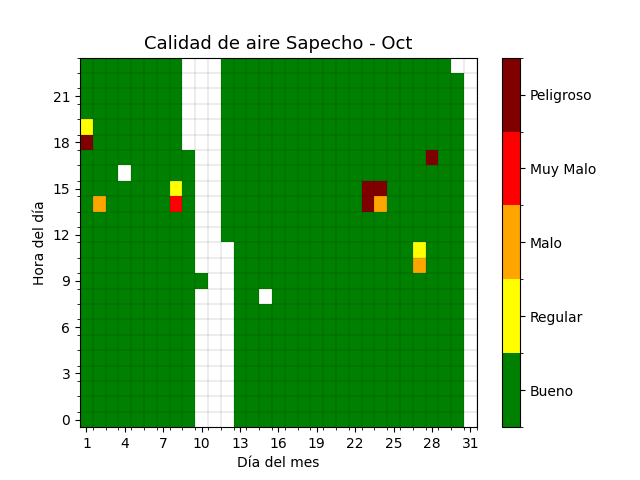 Calidad de aire Sapecho - Oct
Hora del día
21
18
15
12
9
6
3
0
1 4 7 10 13 16 19 22 25 28 31
Día del mes
Peligroso
Muy Malo
Malo
Regular
Bueno